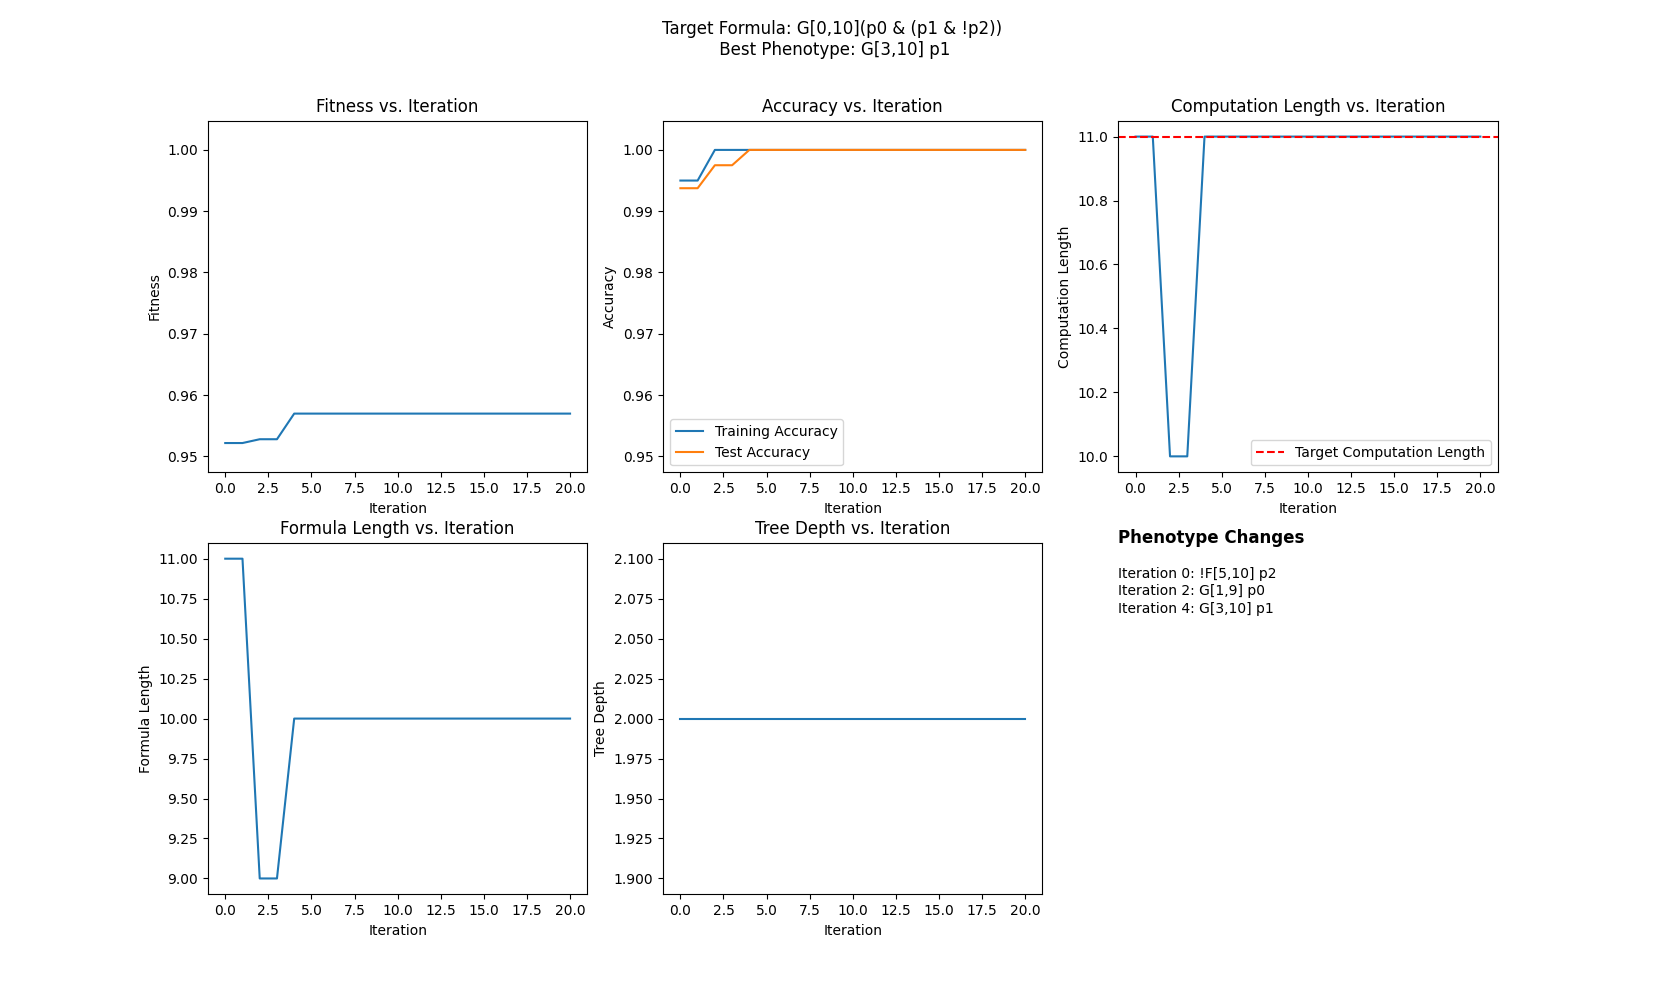 Target Formula: G[0,10](p0 & (p1 & !p2))
Best Phenotype: G[3,10] p1
Fitness vs. Iteration
1.00
0.99
0.98
0.97
0.96
0.95
Fitness
0.0 2.5 5.0 7.5 10.0 12.5 15.0 17.5 20.0
Iteration
Accuracy vs. Iteration
1.00
0.99
0.98
0.97
0.96
0.95
Accuracy
Training Accuracy
Test Accuracy
0.0 2.5 5.0 7.5 10.0 12.5 15.0 17.5 20.0
Iteration
Computation Length vs. Iteration
11.0
10.8
10.6
10.4
10.2
10.0
Computation Length
Target Computation Length
0.0 2.5 5.0 7.5 10.0 12.5 15.0 17.5 20.0
Iteration
Formula Length vs. Iteration
11.00
10.75
10.50
10.25
10.00
9.75
9.50
9.25
9.00
Formula Length
0.0 2.5 5.0 7.5 10.0 12.5 15.0 17.5 20.0
Iteration
Tree Depth vs. Iteration
2.100
2.075
2.050
2.025
2.000
1.975
1.950
1.925
1.900
Tree Depth
0.0 2.5 5.0 7.5 10.0 12.5 15.0 17.5 20.0
Iteration
Phenotype Changes
Iteration 0: !F[5,10] p2
Iteration 2: G[1,9] p0
Iteration 4: G[3,10] p1